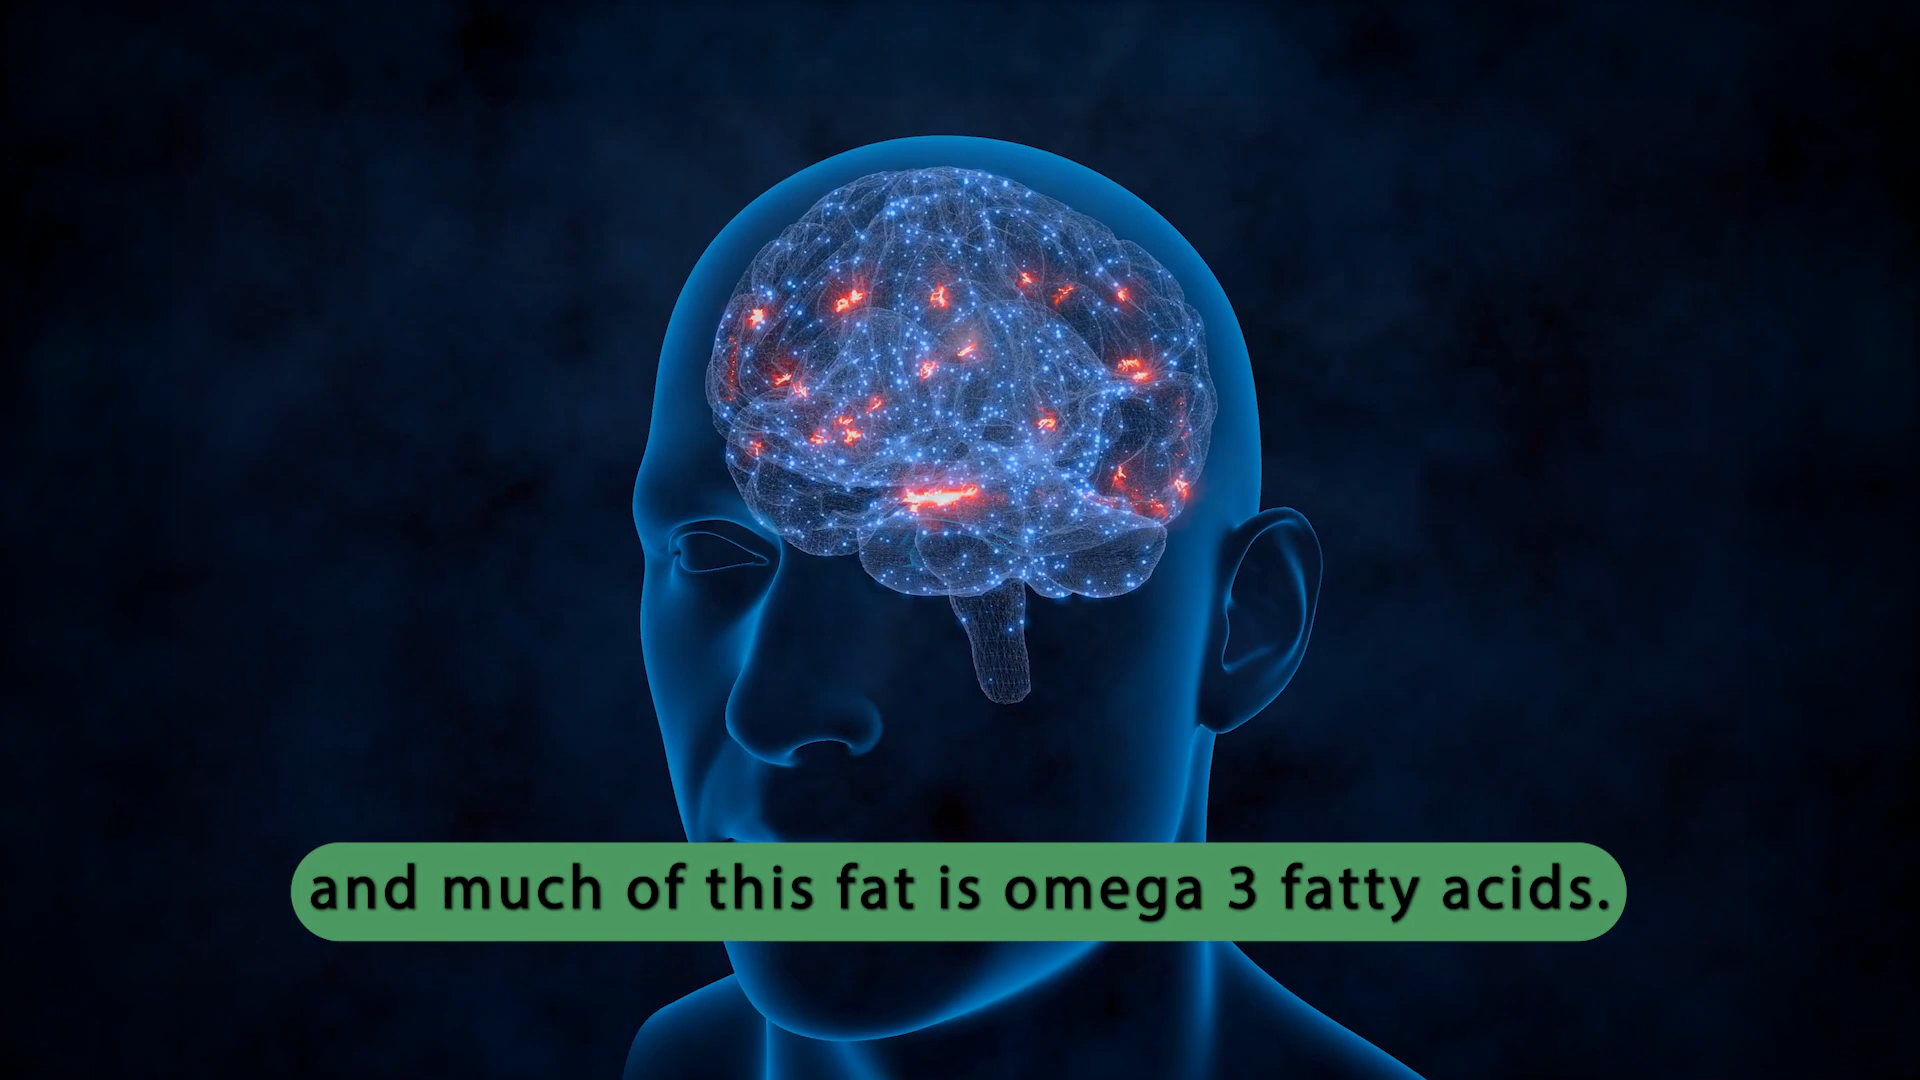 and much of this fat is omega 3 fatty acids.